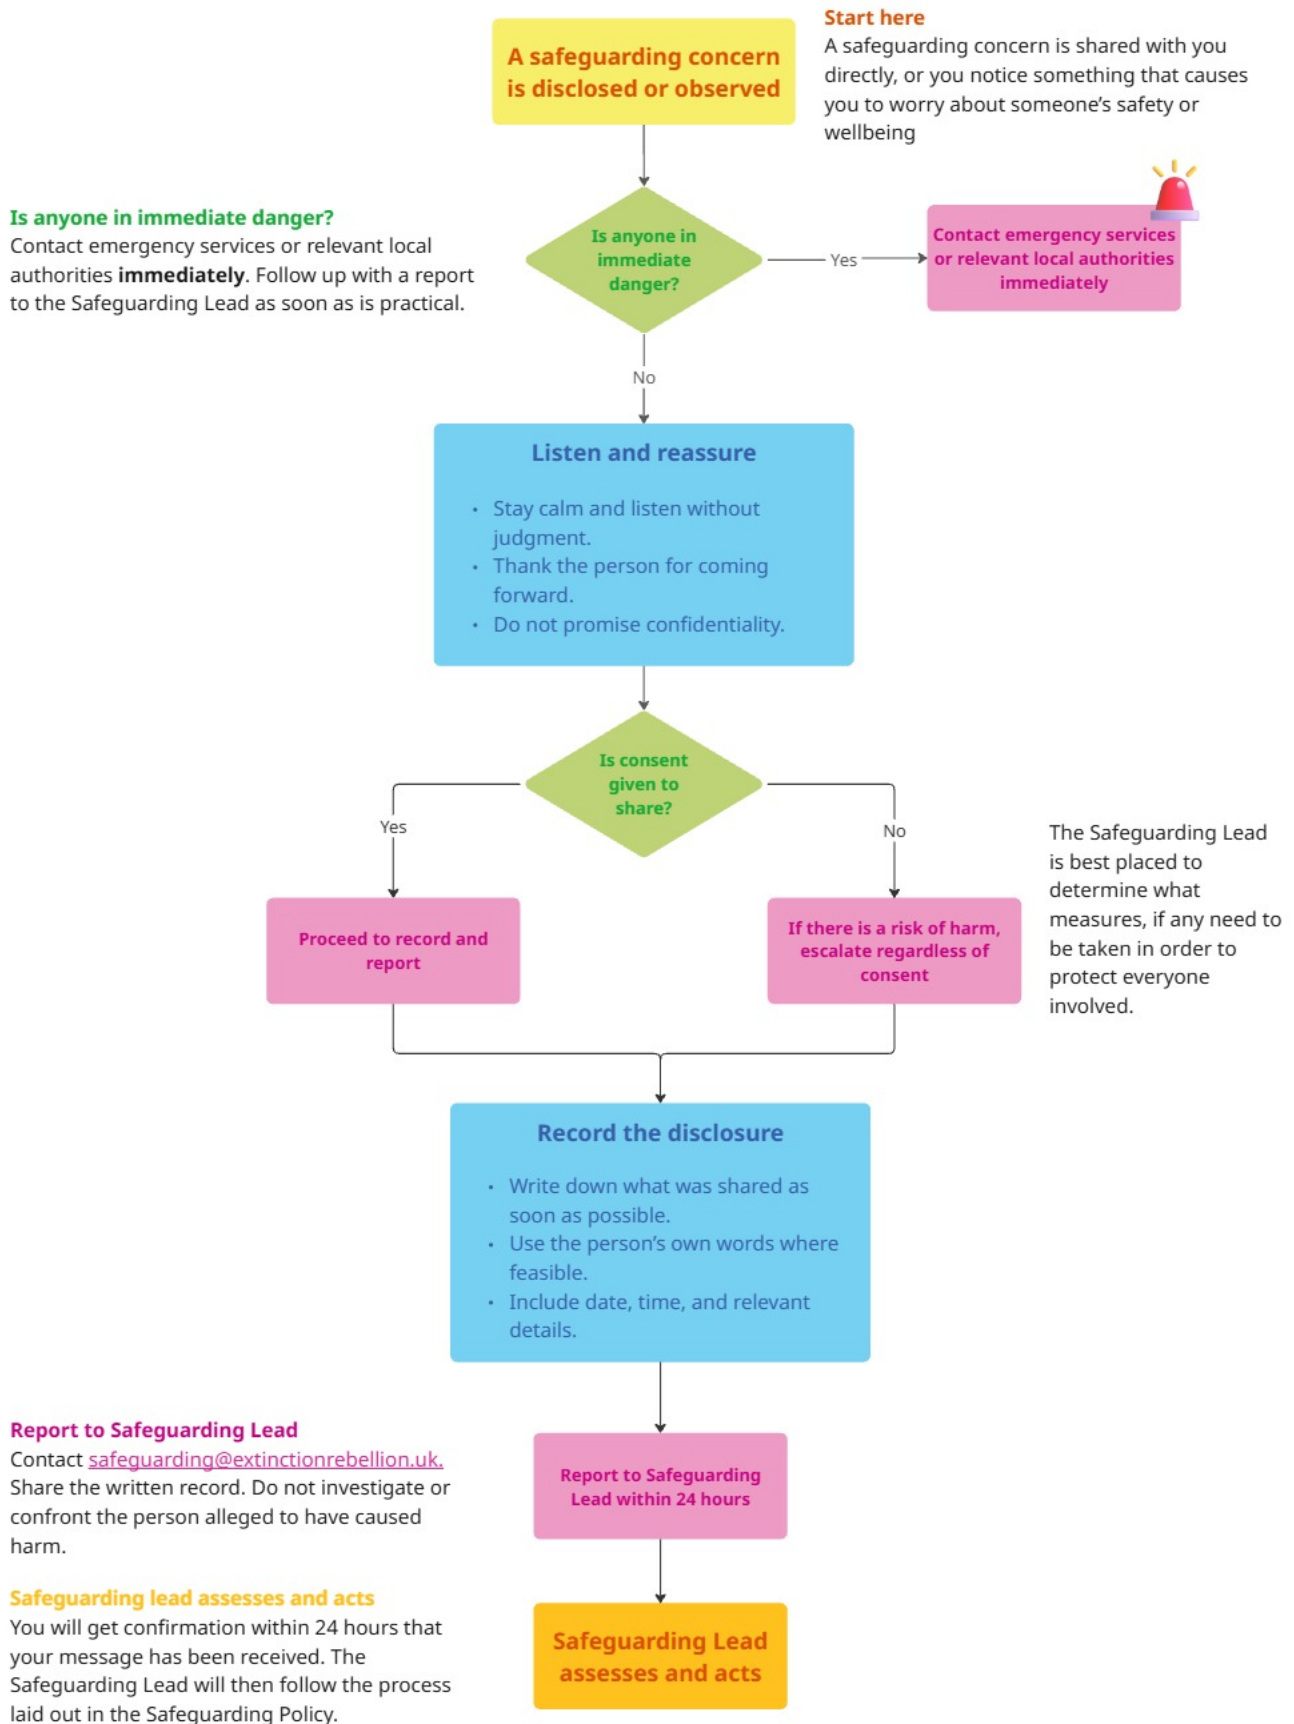 Start here
A safeguarding concern is shared with you
directly, or you notice something that causes
you to worry about someone's safety or
wellbeing
A safeguarding concern
is disclosed or observed
Is anyone in immediate danger?
Contact emergency services or relevant local
authorities immediately. Follow up with a report
to the Safeguarding Lead as soon as is practical.
Is anyone in
immediate
danger?
Yes
Contact emergency services
or relevant local authorities
immediately
No
Listen and reassure
• Stay calm and listen without
judgment.
• Thank the person for coming
forward.
• Do not promise confidentiality.
Is consent
given to
share?
Yes
No
Proceed to record and
report
If there is a risk of harm,
escalate regardless of
consent
The Safeguarding Lead
is best placed to
determine what
measures, if any need to
be taken in order to
protect everyone
involved.
Record the disclosure
• Write down what was shared as
soon as possible.
• Use the person's own words where
feasible.
• Include date, time, and relevant
details.
Report to Safeguarding Lead
Contact safeguarding@extinctionrebellion.uk.
Share the written record. Do not investigate or
confront the person alleged to have caused
harm.
Report to Safeguarding
Lead within 24 hours
Safeguarding lead assesses and acts
You will get confirmation within 24 hours that
your message has been received. The
Safeguarding Lead will then follow the process
laid out in the Safeguarding Policy.
Safeguarding Lead
assesses and acts